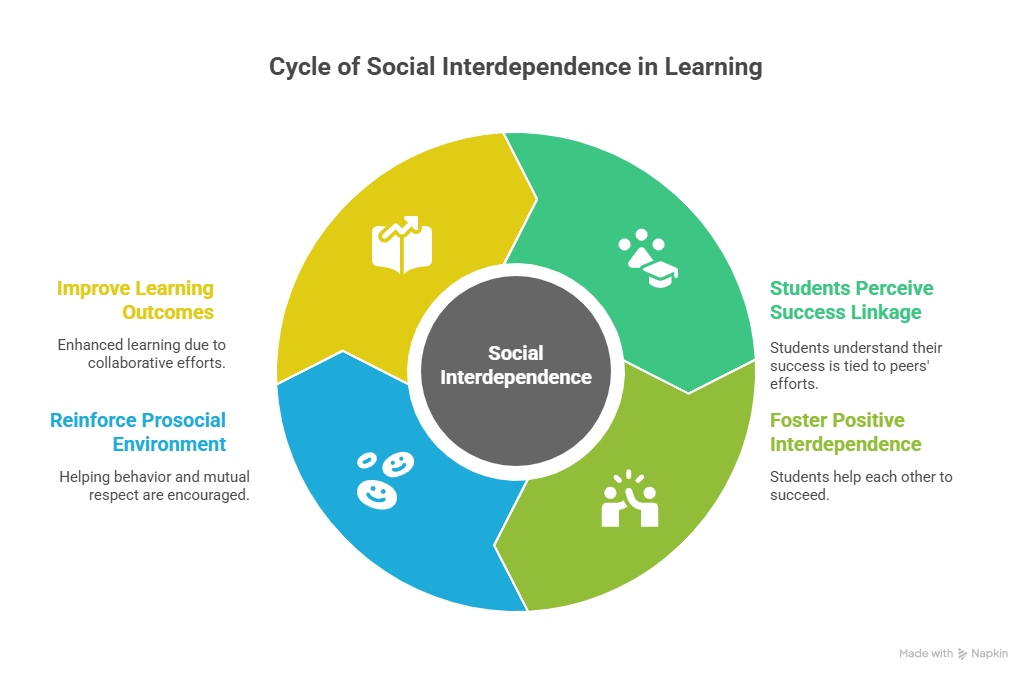 Cycle of Social Interdependence in Learning
Improve Learning
Outcomes
Enhanced learning due to
collaborative efforts.
Reinforce Prosocial
Environment
Helping behavior and mutual
respect are encouraged.
Social
Interdependence
Students Perceive
Success Linkage
Students understand their
success is tied to peers'
efforts.
Foster Positive
Interdependence
Students help each other to
succeed.
Made with Napkin